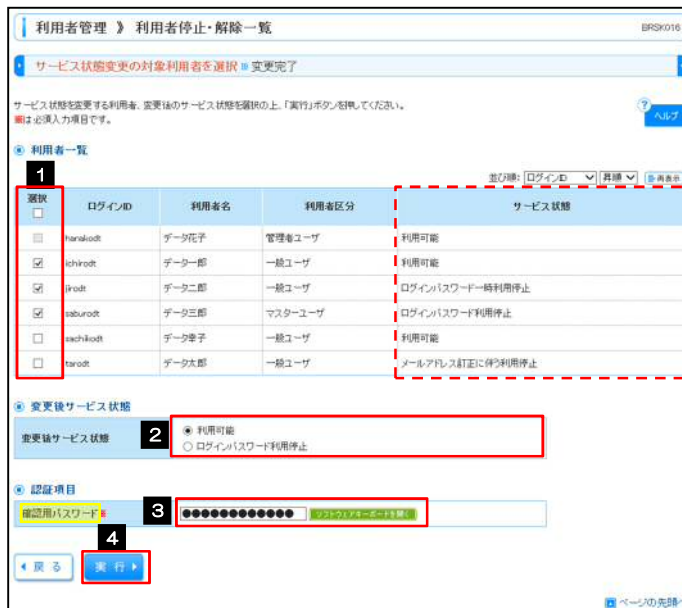 利用者管理 》 利用者停止・解除一覧
BRSK016
サービス状態変更の対象利用者を選択 » 変更完了
サービス状態を変更する利用者、変更後のサービス状態を選択の上、「実行」ボタンを押してください。
※は必須入力項目です。
? ヘルプ
利用者一覧
1
並び順: ログインID 昇順 再表示
選択 ログインID 利用者名 利用者区分 サービス状態
hanakodt データ花子 管理者ユーザ 利用可能
ichirodt データ一郎 一般ユーザ 利用可能
jirodt データ二郎 一般ユーザ ログインパスワード一時利用停止
saburodt データ三郎 マスターユーザ ログインパスワード利用停止
sachikodt データ幸子 一般ユーザ 利用可能
tarodt データ太郎 一般ユーザ メールアドレス訂正に伴う利用停止
変更後サービス状態
変更後サービス状態 2 利用可能
ログインパスワード利用停止
認証項目
確認用パスワード※ 3 ●●●●●●●●●●●● ソフトウェアキーボードを開く
4
戻る 実行
ページの先頭へ